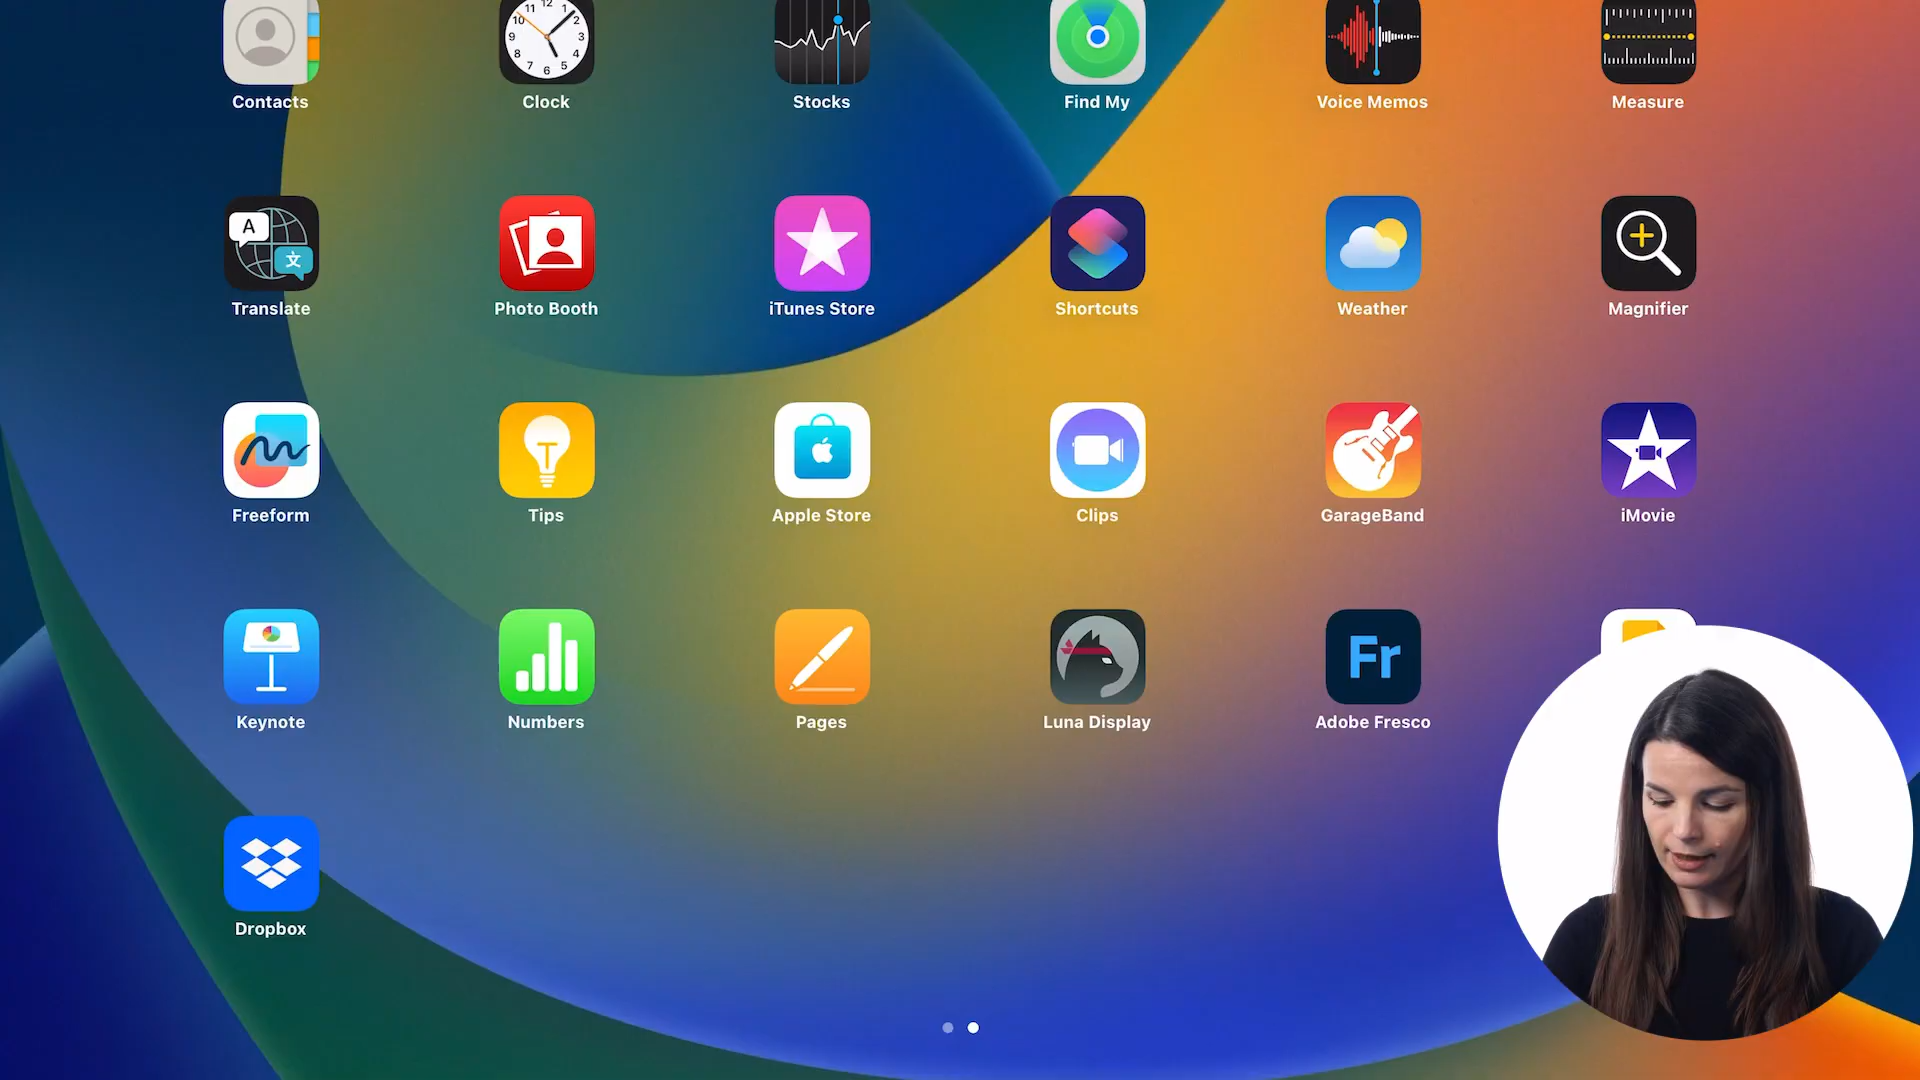 Contacts
Clock
Stocks
Find My
Voice Memos
Measure
Translate
Photo Booth
iTunes Store
Shortcuts
Weather
Magnifier
Freeform
Tips
Apple Store
Clips
GarageBand
iMovie
Fr
Keynote
Numbers
Pages
Luna Display
Adobe Fresco
Dropbox